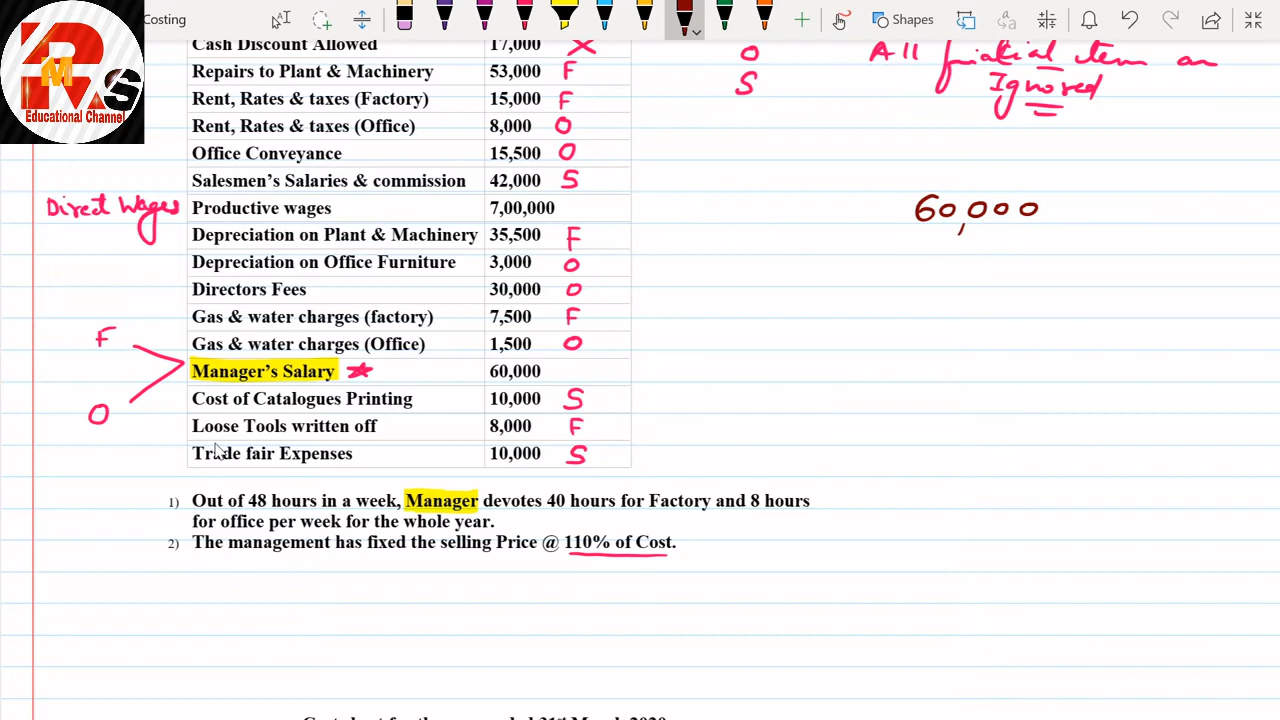 Costing
Shapes
RMS
Educational Channel
Cash Discount Allowed 17,000 X
Repairs to Plant & Machinery 53,000 F
Rent, Rates & taxes (Factory) 15,000 F
Rent, Rates & taxes (Office) 8,000 O
Office Conveyance 15,500 O
Salesmen's Salaries & commission 42,000 S
Direct Wages Productive wages 7,00,000
Depreciation on Plant & Machinery 35,500 F
Depreciation on Office Furniture 3,000 O
Directors Fees 30,000 O
Gas & water charges (factory) 7,500 F
Gas & water charges (Office) 1,500 O
F
O
Manager's Salary 60,000
Cost of Catalogues Printing 10,000 S
Loose Tools written off 8,000 F
Trade fair Expenses 10,000 S
O
S
All item an
Ignored
60,000
1) Out of 48 hours in a week, Manager devotes 40 hours for Factory and 8 hours
for office per week for the whole year.
2) The management has fixed the selling Price @ 110% of Cost.